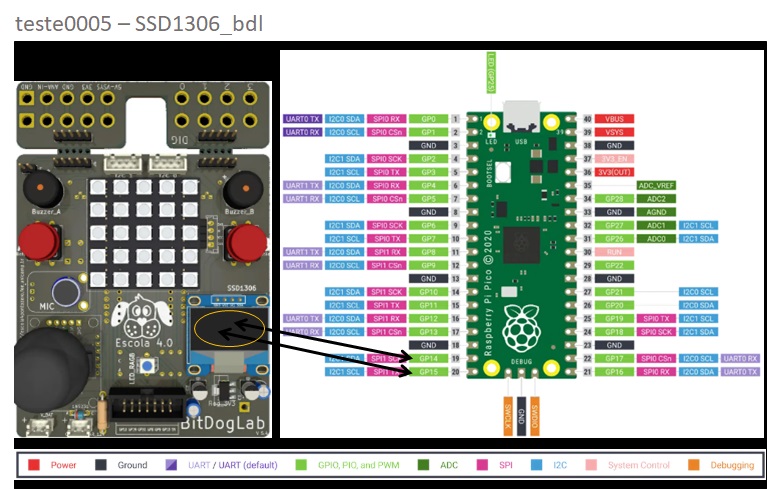 teste0005 – SSD1306_bdl
GND ANA-IN GND 3V3 VSYS-5V 0 1 2 3
DIG
I²C I²C
Buzzer_A Buzzer_B
MIC
SSD1306
Escola 4.0
LED_RAGB
Reg_3V3
BitDogLab
LED (GP25)
UART0 TX I2C0 SDA SPI0 RX GP0 1
UART0 RX I2C0 SCL SPI0 CSn GP1 2
GND 3
I2C1 SDA SPI0 SCK GP2 4
I2C1 SCL SPI0 TX GP3 5
UART1 TX I2C0 SDA SPI0 RX GP4 6
UART1 RX I2C0 SCL SPI0 CSn GP5 7
GND 8
I2C1 SDA SPI0 SCK GP6 9
I2C1 SCL SPI0 TX GP7 10
UART1 TX I2C0 SDA SPI1 RX GP8 11
UART1 RX I2C0 SCL SPI1 CSn GP9 12
GND 13
I2C1 SDA SPI1 SCK GP10 14
I2C1 SCL SPI1 TX GP11 15
UART0 TX I2C0 SDA SPI1 RX GP12 16
UART0 RX I2C0 SCL SPI1 CSn GP13 17
GND 18
I2C1 SDA SPI1 SCK GP14 19
I2C1 SCL SPI1 TX GP15 20
1 2 39
LED USB
BOOTSEL
Raspberry Pi Pico © 2020
DEBUG
SWCLK GND SWDIO
40 VBUS
39 VSYS
38 GND
37 3V3_EN
36 3V3(OUT)
35 ADC_VREF
34 GP28 ADC2
33 GND AGND
32 GP27 ADC1 I2C1 SCL
31 GP26 ADC0 I2C1 SDA
30 RUN
29 GP22
28 GND
27 GP21 I2C0 SCL
26 GP20 I2C0 SDA
25 GP19 SPI0 TX I2C1 SCL
24 GP18 SPI0 SCK I2C1 SDA
23 GND
22 GP17 SPI0 CSn I2C0 SCL UART0 RX
21 GP16 SPI0 RX I2C0 SDA UART0 TX
Power Ground UART / UART (default) GPIO, PIO, and PWM ADC SPI I2C System Control Debugging